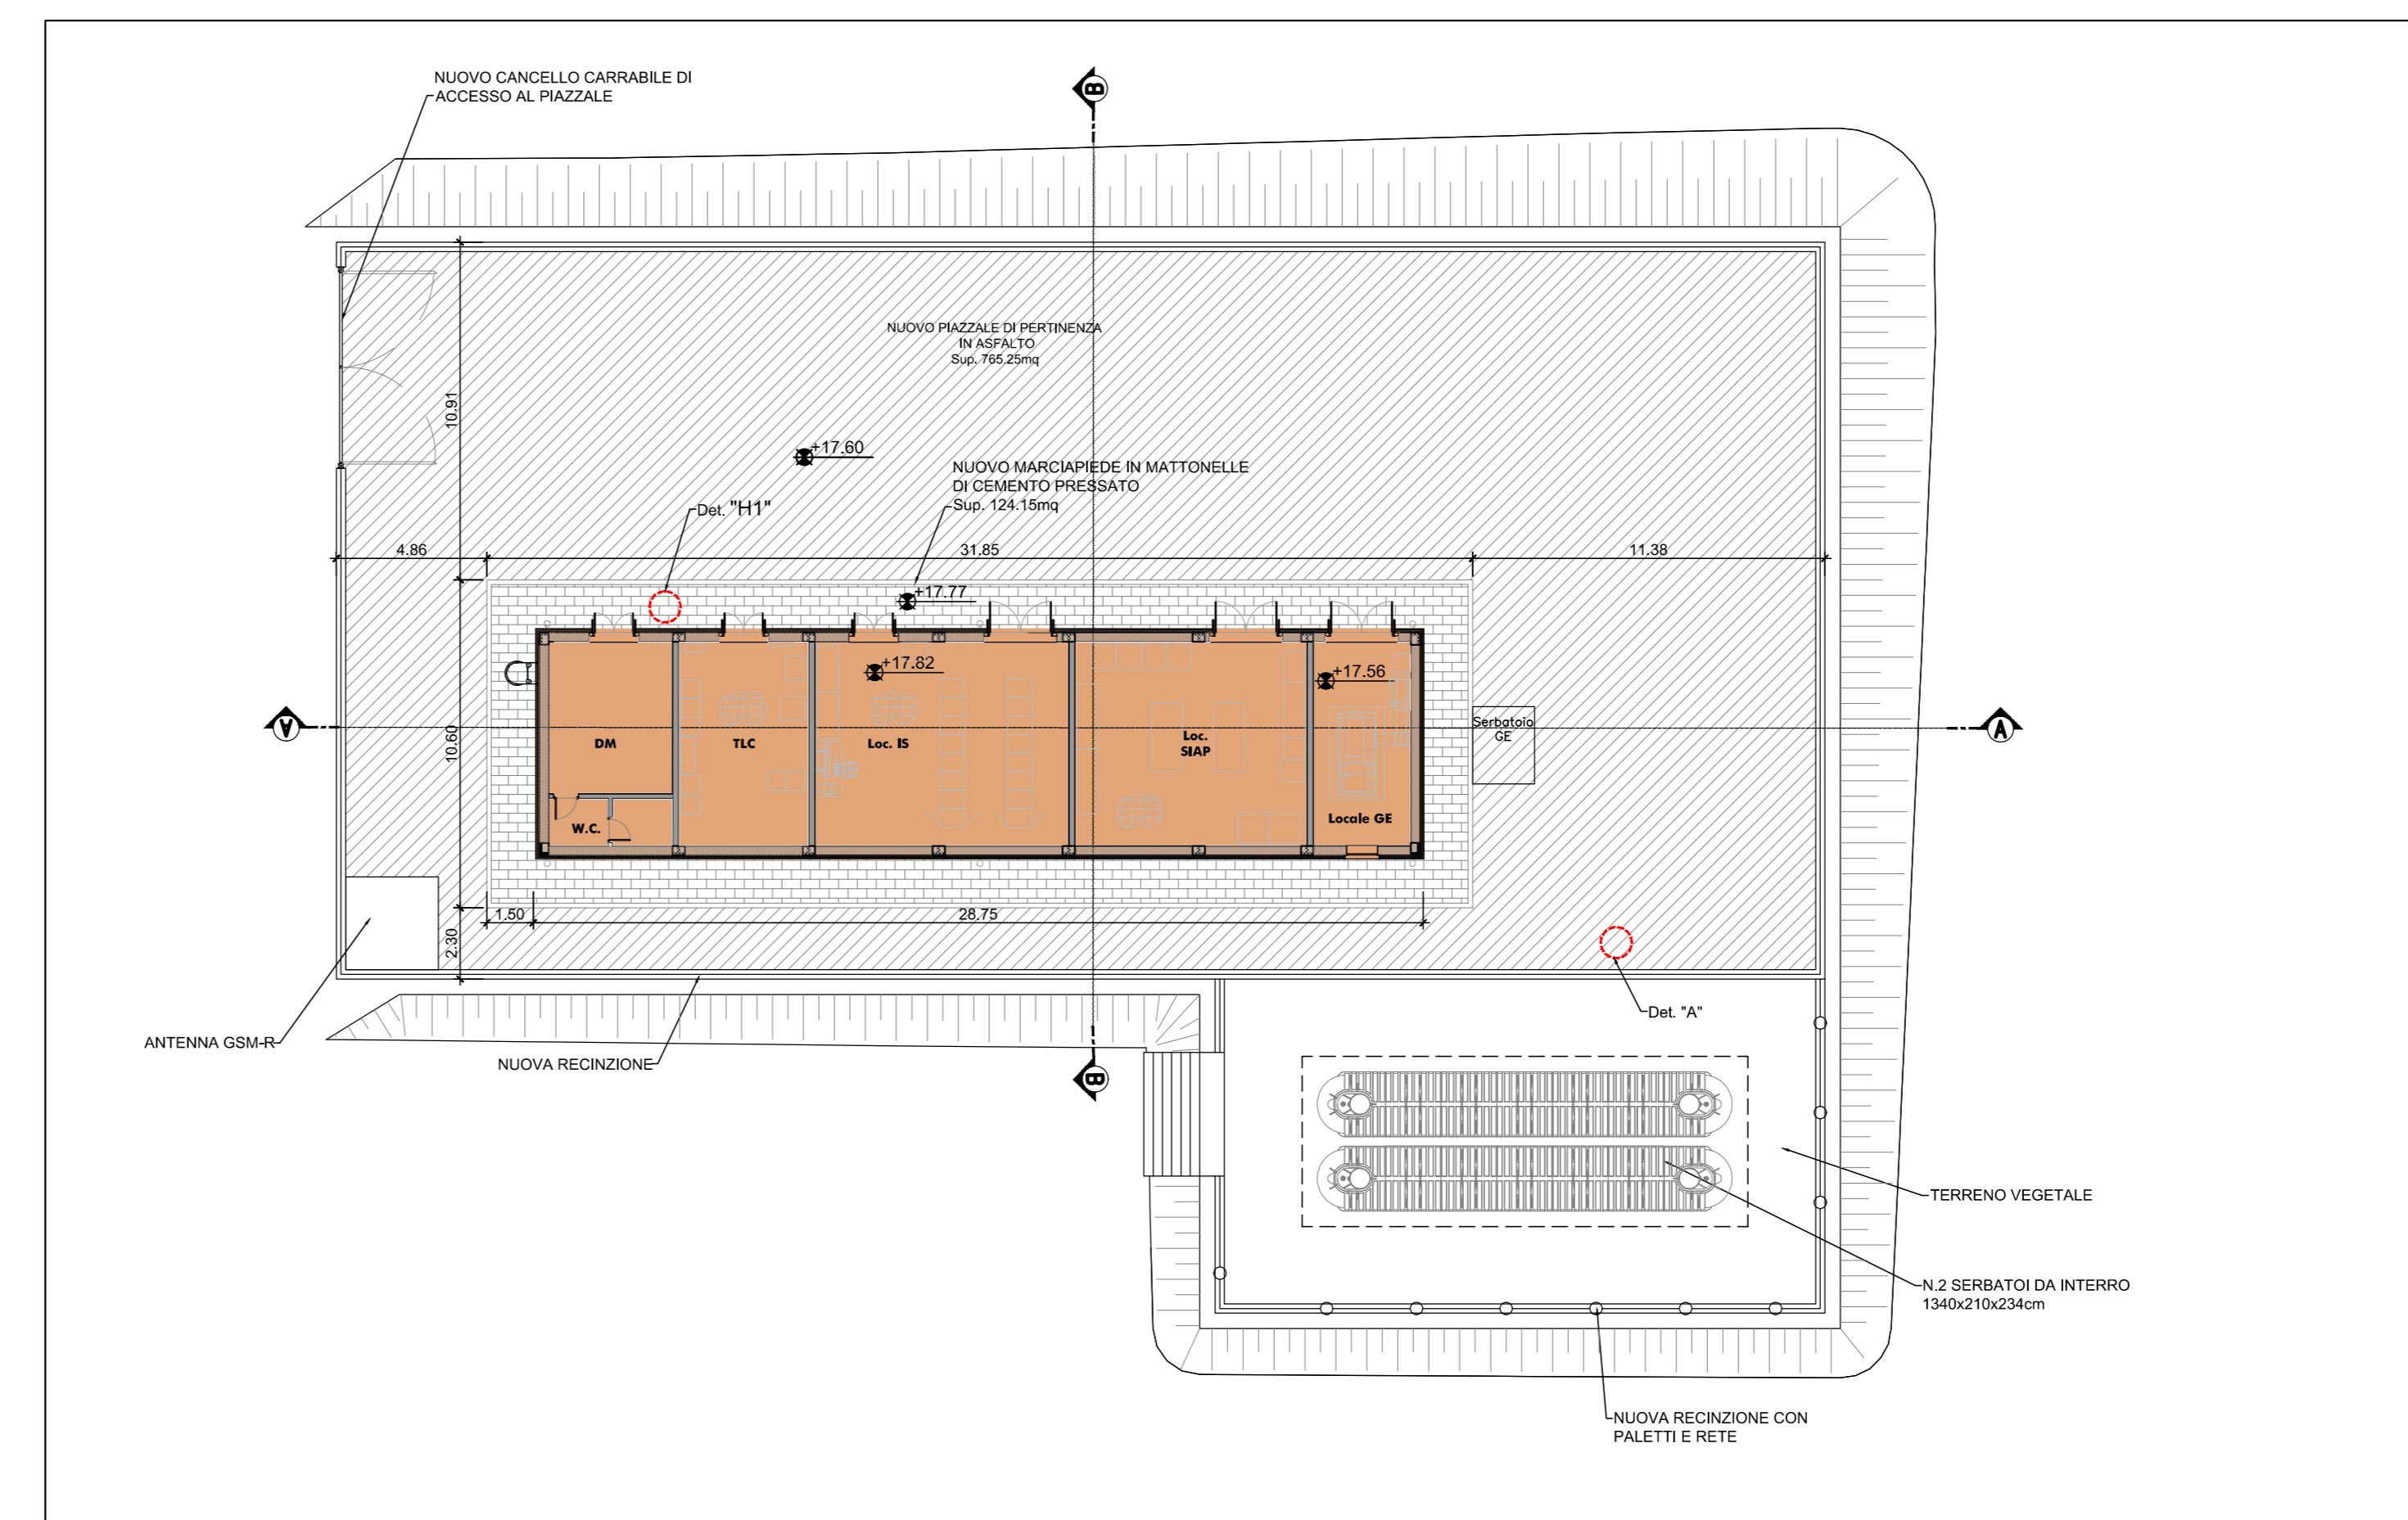 NUOVO CANCELLO CARRABILE DI
ACCESSO AL PIAZZALE
B
NUOVO PIAZZALE DI PERTINENZA
IN ASFALTO
Sup. 765.25mq
10.91
+17.60
NUOVO MARCIAPIEDE IN MATTONELLE
DI CEMENTO PRESSATO
Sup. 124.15mq
Det. "H1"
4.86
31.85
11.38
+17.77
+17.82
+17.56
A
A
Serbatoio
GE
10.60
DM
TLC
Loc. IS
Loc.
SIAP
W.C.
Locale GE
1.50
28.75
2.30
Det. "A"
ANTENNA GSM-R
NUOVA RECINZIONE
B
TERRENO VEGETALE
N.2 SERBATOI DA INTERRO
1340x210x234cm
NUOVA RECINZIONE CON
PALETTI E RETE